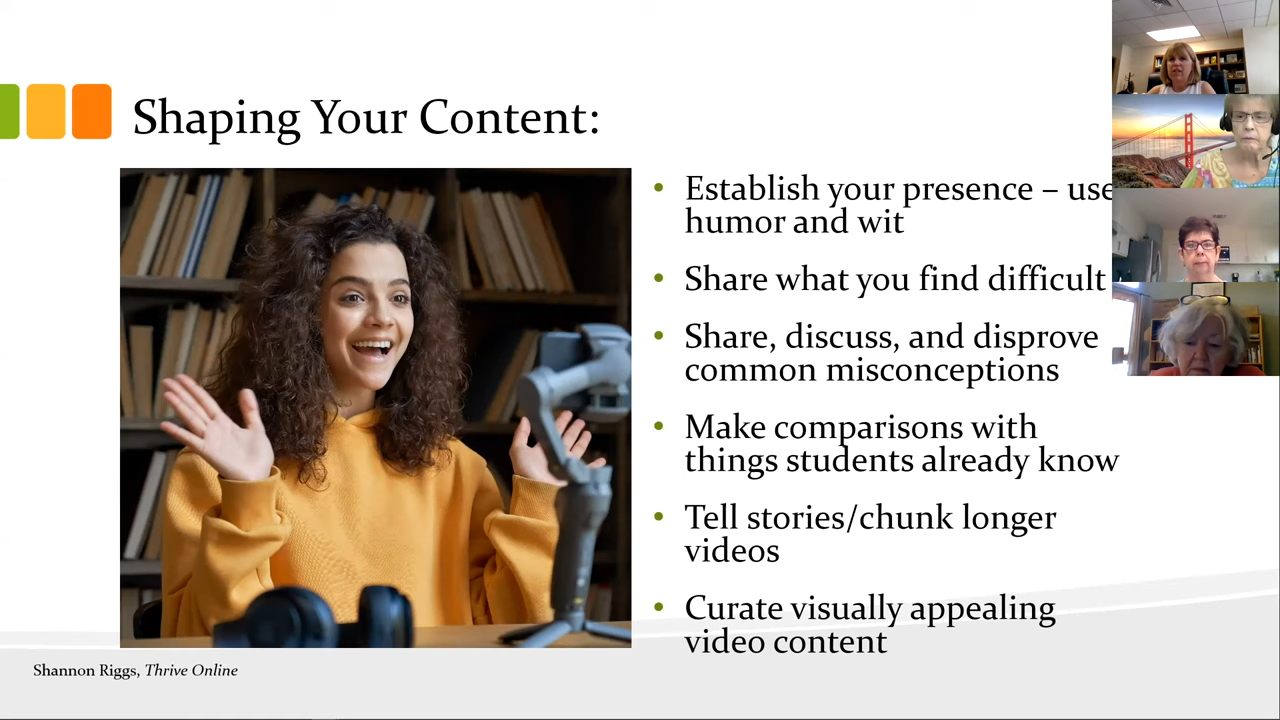 Shaping Your Content:
• Establish your presence – use
humor and wit
• Share what you find difficult
• Share, discuss, and disprove
common misconceptions
• Make comparisons with
things students already know
• Tell stories/chunk longer
videos
• Curate visually appealing
video content
Shannon Riggs, Thrive Online